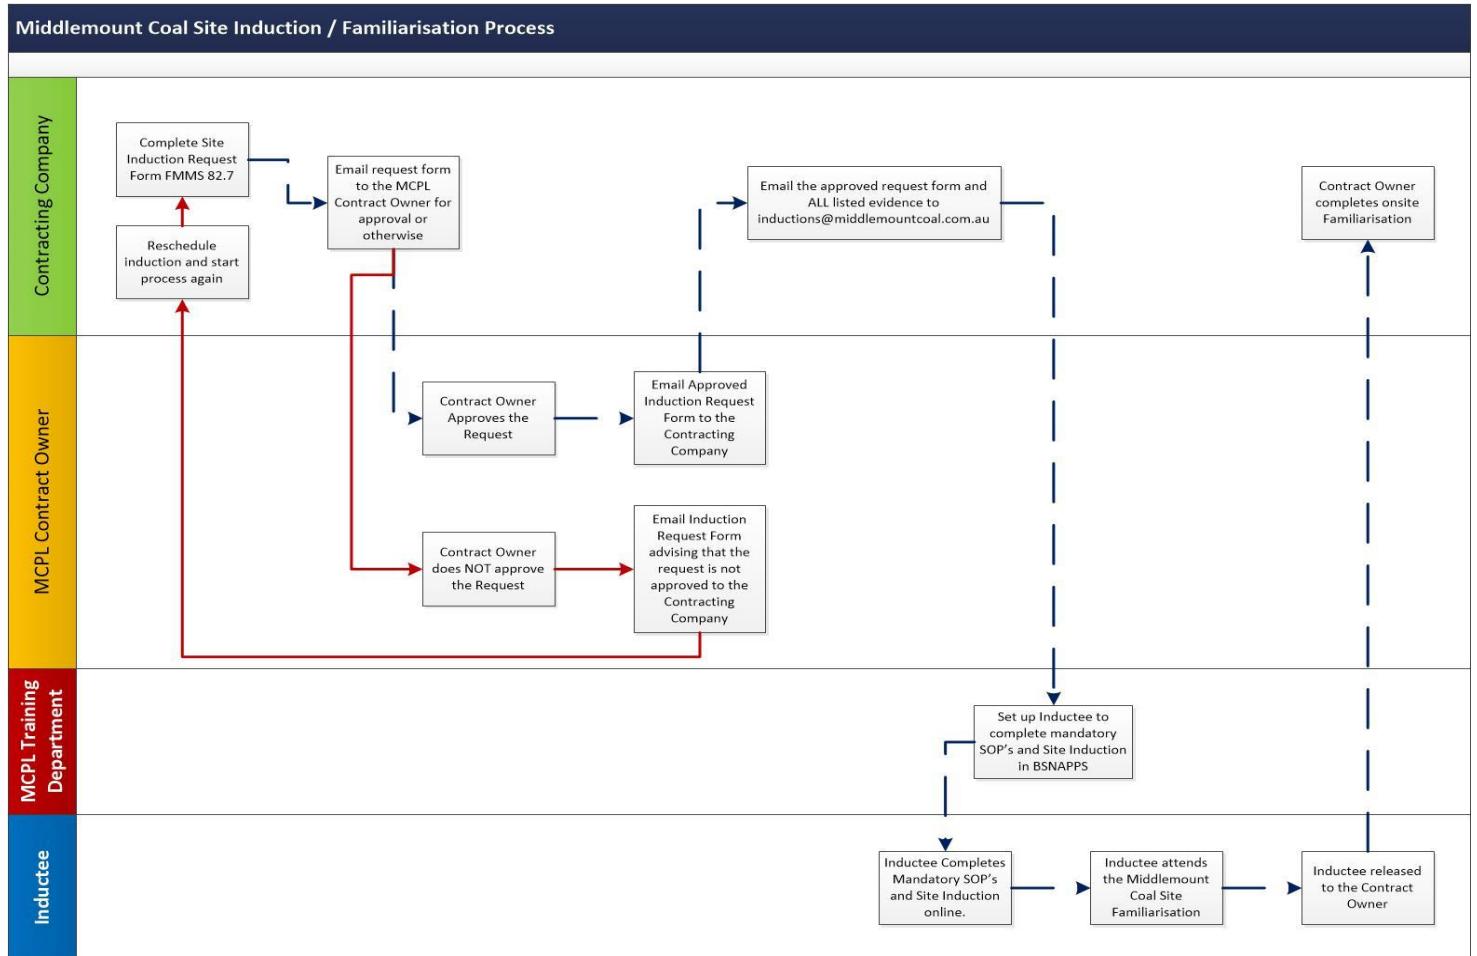 Middlemount Coal Site Induction / Familiarisation Process
Contracting Company
Complete Site
Induction Request
Form FMMS 82.7
Email request form
to the MCPL
Contract Owner for
approval or
otherwise
Reschedule
induction and start
process again
Email the approved request form and
ALL listed evidence to
inductions@middlemountcoal.com.au
Contract Owner
completes onsite
Familiarisation
MCPL Contract Owner
Contract Owner
Approves the
Request
Email Approved
Induction Request
Form to the
Contracting
Company
Contract Owner
does NOT approve
the Request
Email Induction
Request Form
advising that the
request is not
approved to the
Contracting
Company
MCPL Training
Department
Set up Inductee to
complete mandatory
SOP's and Site Induction
in BSNAPPS
Inductee
Inductee Completes
Mandatory SOP's
and Site Induction
online.
Inductee attends
the Middlemount
Coal Site
Familiarisation
Inductee released
to the Contract
Owner